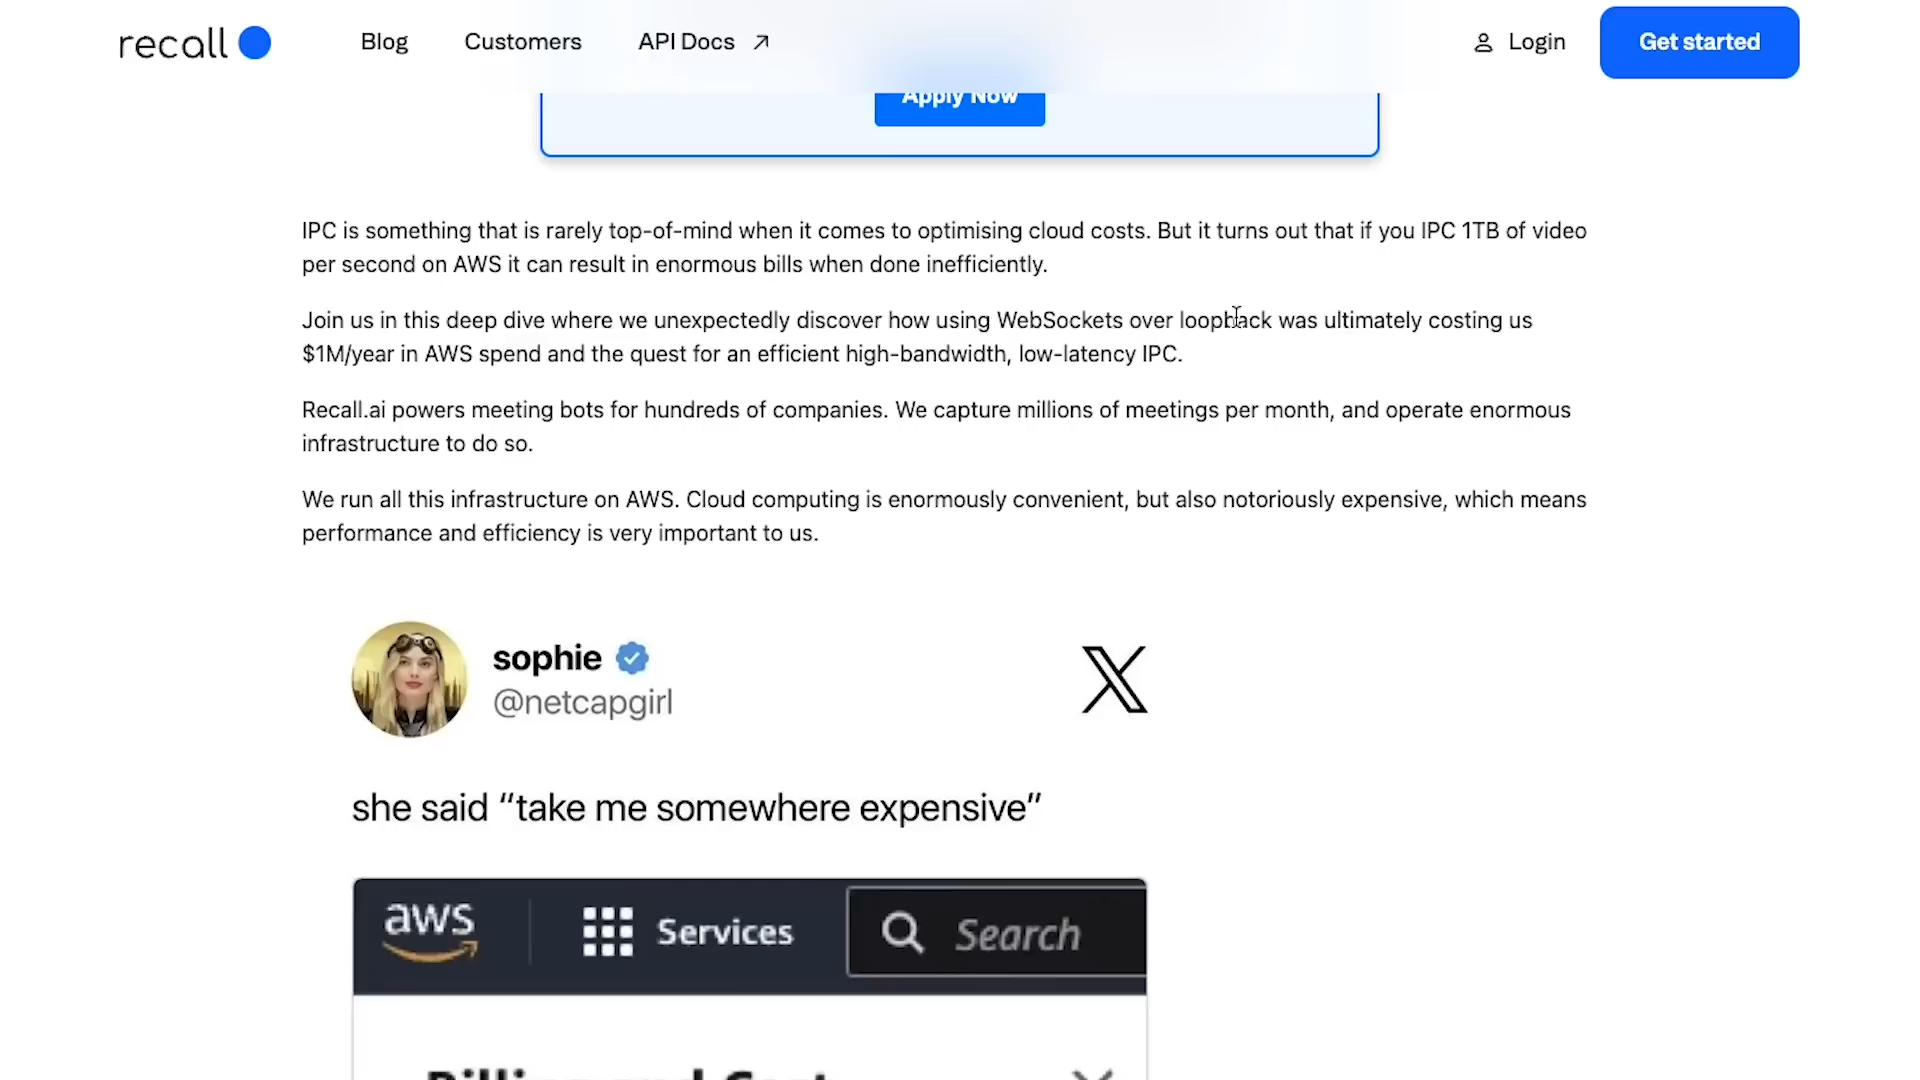 recall
Blog
Customers
API Docs
Login
Get started
Apply Now
IPC is something that is rarely top-of-mind when it comes to optimising cloud costs. But it turns out that if you IPC 1TB of video
per second on AWS it can result in enormous bills when done inefficiently.
Join us in this deep dive where we unexpectedly discover how using WebSockets over loopback was ultimately costing us
$1M/year in AWS spend and the quest for an efficient high-bandwidth, low-latency IPC.
Recall.ai powers meeting bots for hundreds of companies. We capture millions of meetings per month, and operate enormous
infrastructure to do so.
We run all this infrastructure on AWS. Cloud computing is enormously convenient, but also notoriously expensive, which means
performance and efficiency is very important to us.
sophie
@netcapgirl
she said “take me somewhere expensive”
aws
Services
Search
Billing and Cost